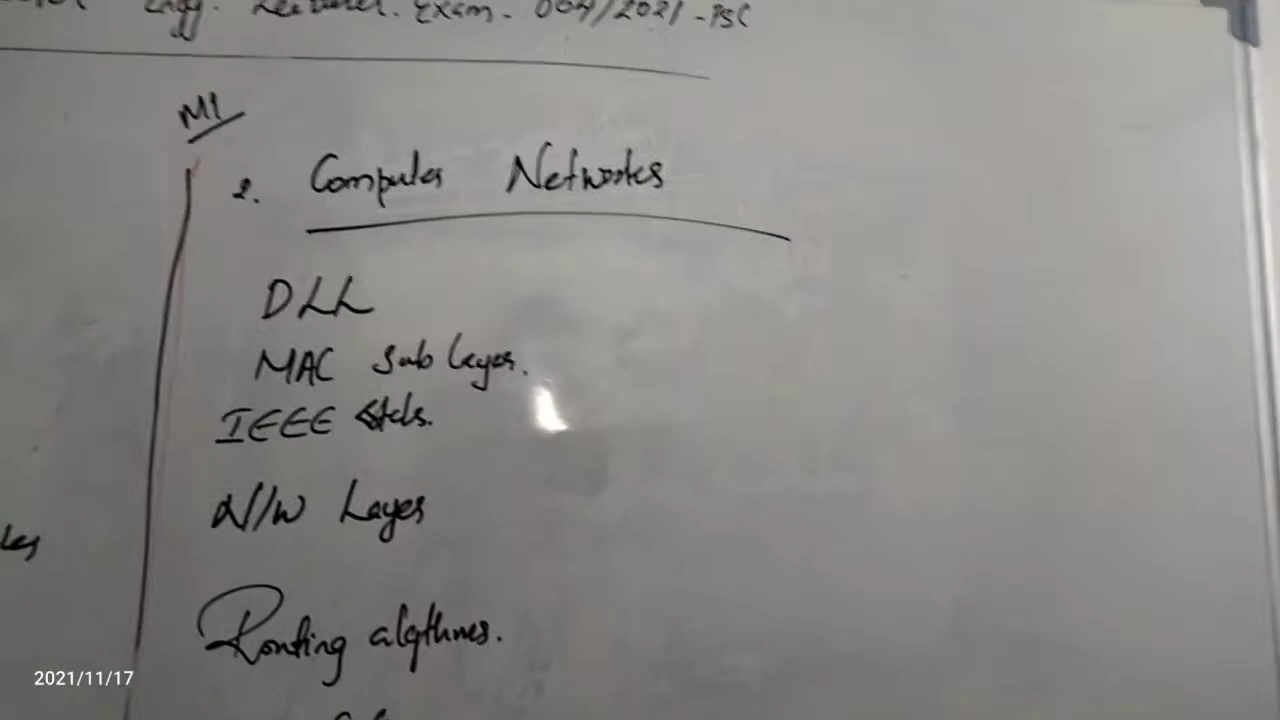 Engg. Lecturer. Exam. 004/2021-PSC
M1
2. Computer Networks
DLL
MAC Sub layer.
IEEE Stds.
N/W Layer
Routing algthmes.
2021/11/17